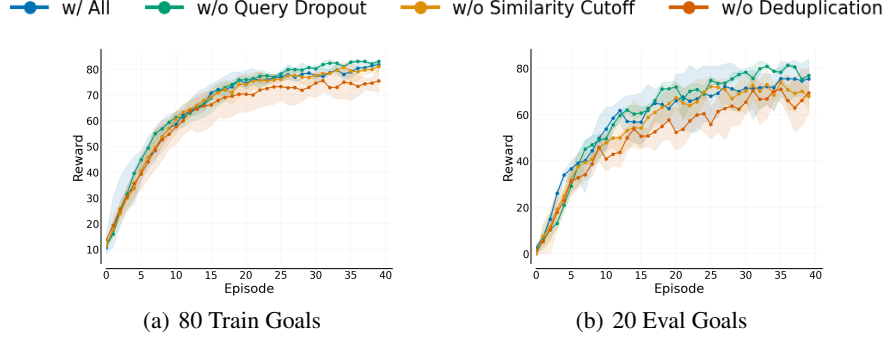 w/ All w/o Query Dropout w/o Similarity Cutoff w/o Deduplication
Reward
80
70
60
50
40
30
20
10
0 5 10 15 20 25 30 35 40
Episode
(a) 80 Train Goals
Reward
80
60
40
20
0
0 5 10 15 20 25 30 35 40
Episode
(b) 20 Eval Goals